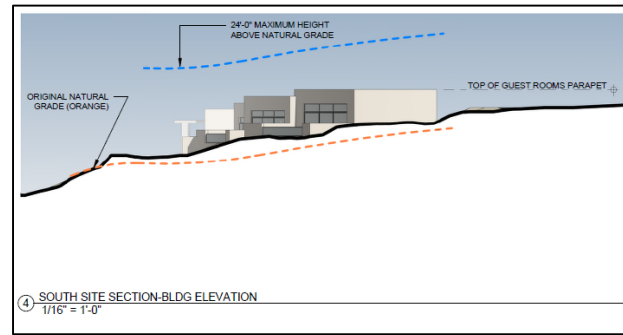 24'-0" MAXIMUM HEIGHT
ABOVE NATURAL GRADE
TOP OF GUEST ROOMS PARAPET
ORIGINAL NATURAL
GRADE (ORANGE)
4
SOUTH SITE SECTION-BLDG ELEVATION
1/16" = 1'-0"